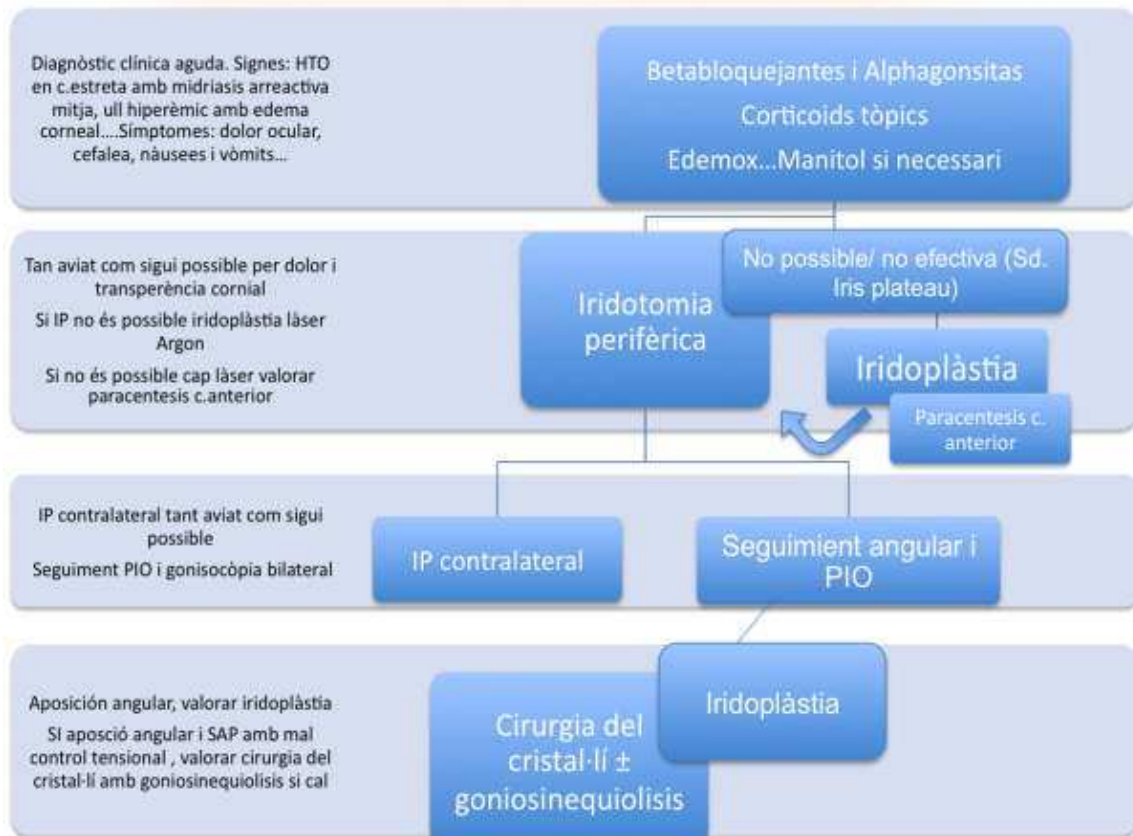 Diagnòstic clínica aguda. Signes: HTO
en c.estreta amb midriasis arreactiva
mitja, ull hiperèmic amb edema
corneal....Símptomes: dolor ocular,
cefalea, nàusees i vòmits...
Betabloquejantes i Alphagonsitas
Corticoids tòpics
Edemox...Manitol si necessari
Tan aviat com sigui possible per dolor i
transperència cornial
Si IP no és possible iridoplàstia làser
Argon
Si no és possible cap làser valorar
paracentesis c.anterior
Iridotomia
perifèrica
No possible/ no efectiva (Sd.
Iris plateau)
Iridoplàstia
Paracentesis c.
anterior
IP contralateral tant aviat com sigui
possible
Seguiment PIO i gonisocòpia bilateral
IP contralateral
Seguimient angular i
PIO
Aposición angular, valorar iridoplàstia
SI aposció angular i SAP amb mal
control tensional , valorar cirurgia del
cristal·lí amb goniosinequiolisis si cal
Iridoplàstia
Cirurgia del
cristal·lí ±
goniosinequiolisis